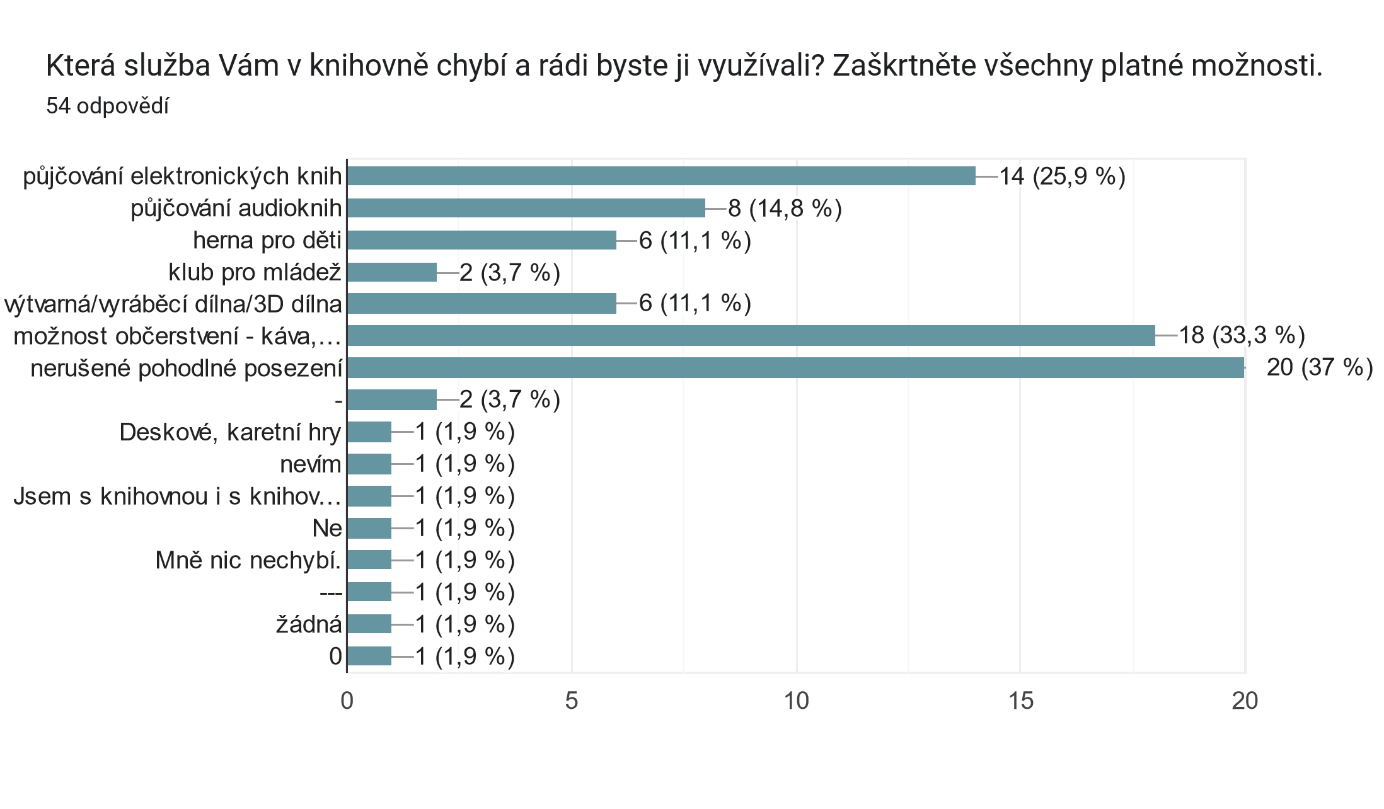 Která služba Vám v knihovně chybí a rádi byste ji využívali? Zaškrtněte všechny platné možnosti.
54 odpovědí
půjčování elektronických knih 14 (25,9 %)
půjčování audioknih 8 (14,8 %)
herna pro děti 6 (11,1 %)
klub pro mládež 2 (3,7 %)
výtvarná/vyráběcí dílna/3D dílna 6 (11,1 %)
možnost občerstvení - káva,… 18 (33,3 %)
nerušené pohodlné posezení 20 (37 %)
- 2 (3,7 %)
Deskové, karetní hry 1 (1,9 %)
nevím 1 (1,9 %)
Jsem s knihovnou i s knihov… 1 (1,9 %)
Ne 1 (1,9 %)
Mně nic nechybí. 1 (1,9 %)
--- 1 (1,9 %)
žádná 1 (1,9 %)
0 1 (1,9 %)
0 5 10 15 20